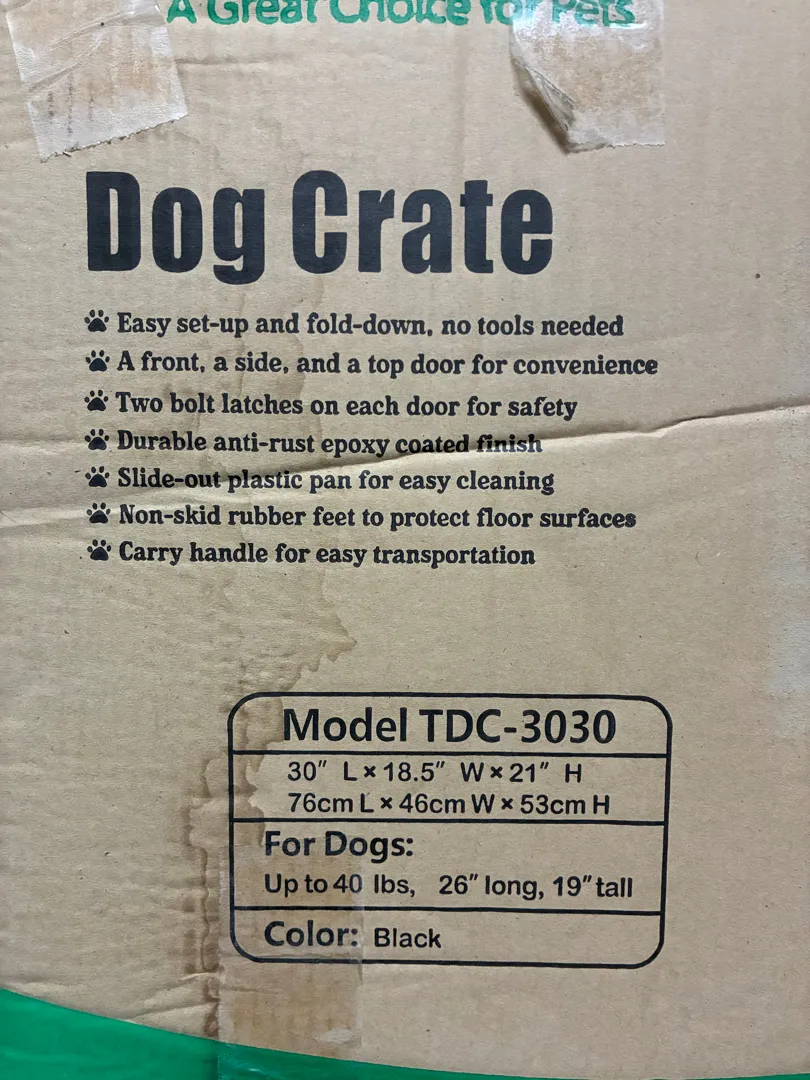 A Great Choice for Pets
Dog Crate
Easy set-up and fold-down, no tools needed
A front, a side, and a top door for convenience
Two bolt latches on each door for safety
Durable anti-rust epoxy coated finish
Slide-out plastic pan for easy cleaning
Non-skid rubber feet to protect floor surfaces
Carry handle for easy transportation
Model TDC-3030
30" L × 18.5" W × 21" H
76cm L × 46cm W × 53cm H
For Dogs:
Up to 40 lbs, 26" long, 19" tall
Color: Black